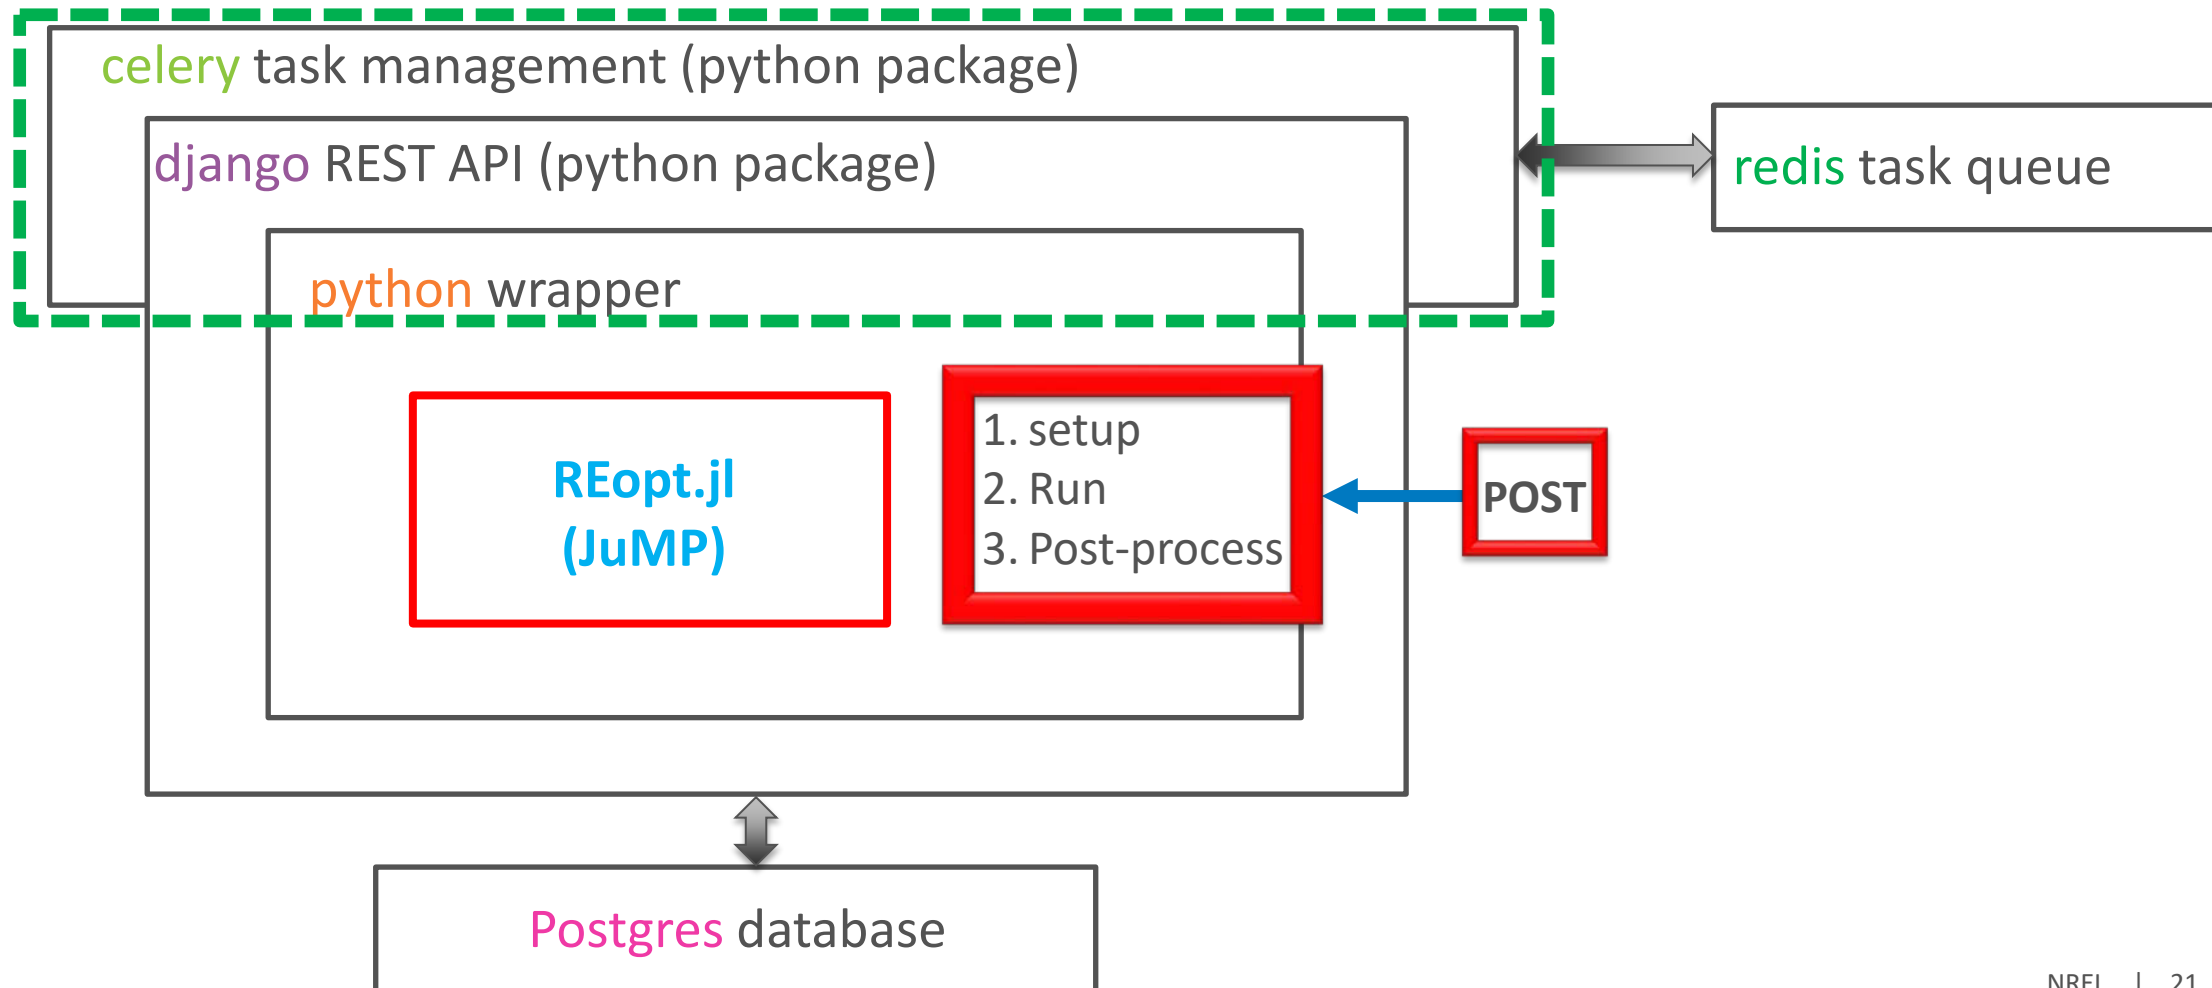 celery task management (python package)
django REST API (python package)
redis task queue
python wrapper
REopt.jl
(JuMP)
1. setup
2. Run
3. Post-process
POST
Postgres database
NREL | 21